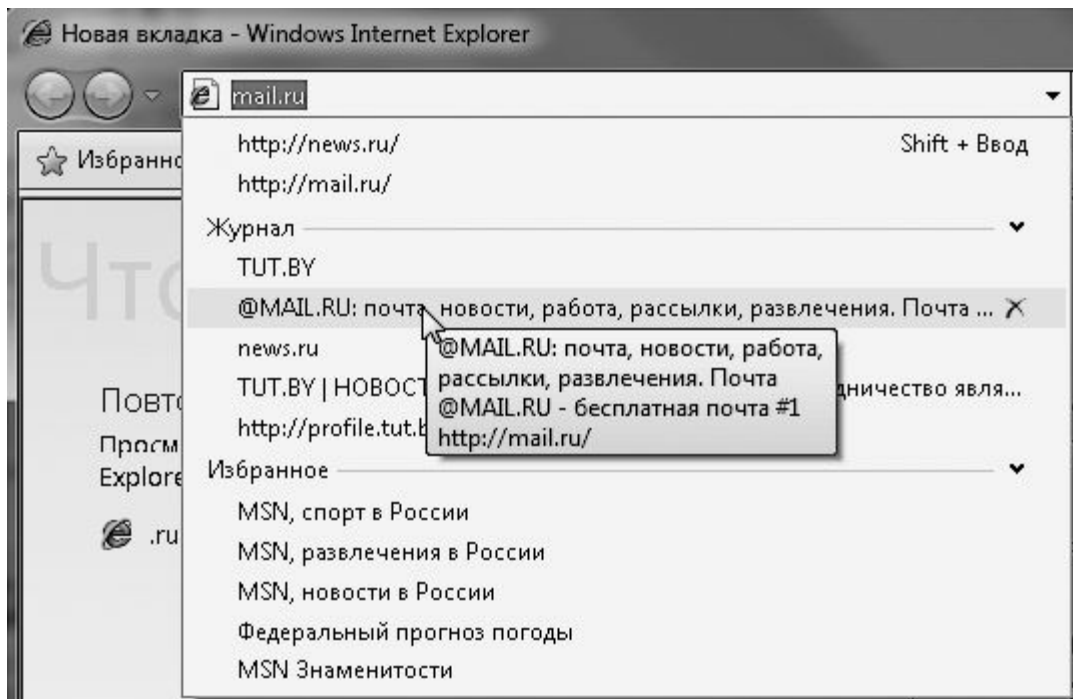 Новая вкладка - Windows Internet Explorer
mail.ru
http://news.ru/ Shift + Ввод
http://mail.ru/
Избранно
Журнал
TUT.BY
@MAIL.RU: почта, новости, работа, рассылки, развлечения. Почта ...
news.ru
@MAIL.RU: почта, новости, работа,
рассылки, развлечения. Почта
@MAIL.RU - бесплатная почта #1
http://mail.ru/
TUT.BY | НОВОСТ дничество явля...
http://profile.tut.b
Что
Повто
Просм
Explore
.ru
Избранное
MSN, спорт в России
MSN, развлечения в России
MSN, новости в России
Федеральный прогноз погоды
MSN Знаменитости